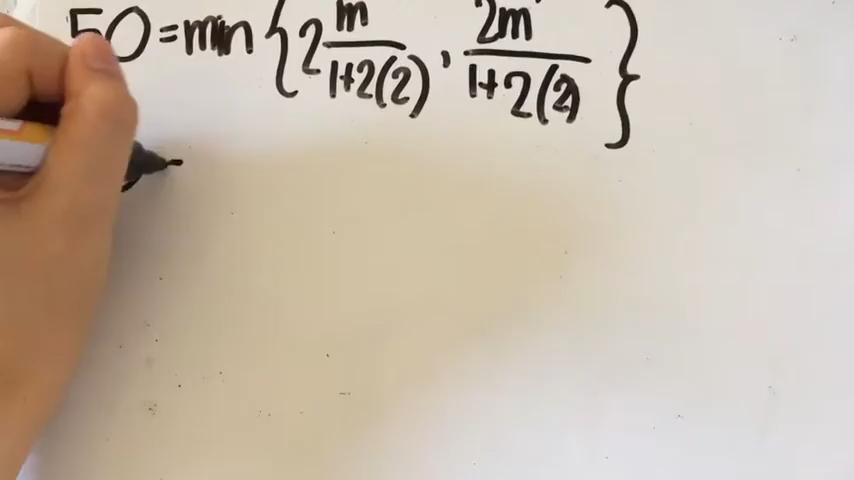 50 = min { 2 m/1+2(2) , 2m'/1+2(2) }